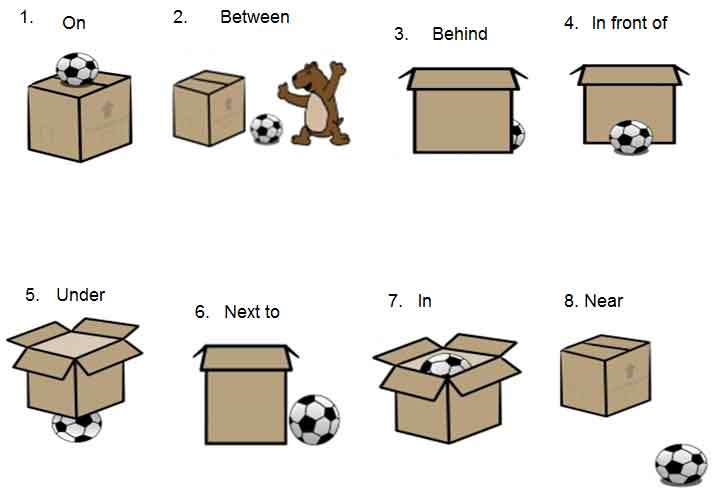 1. On
2. Between
3. Behind
4. In front of
5. Under
6. Next to
7. In
8. Near